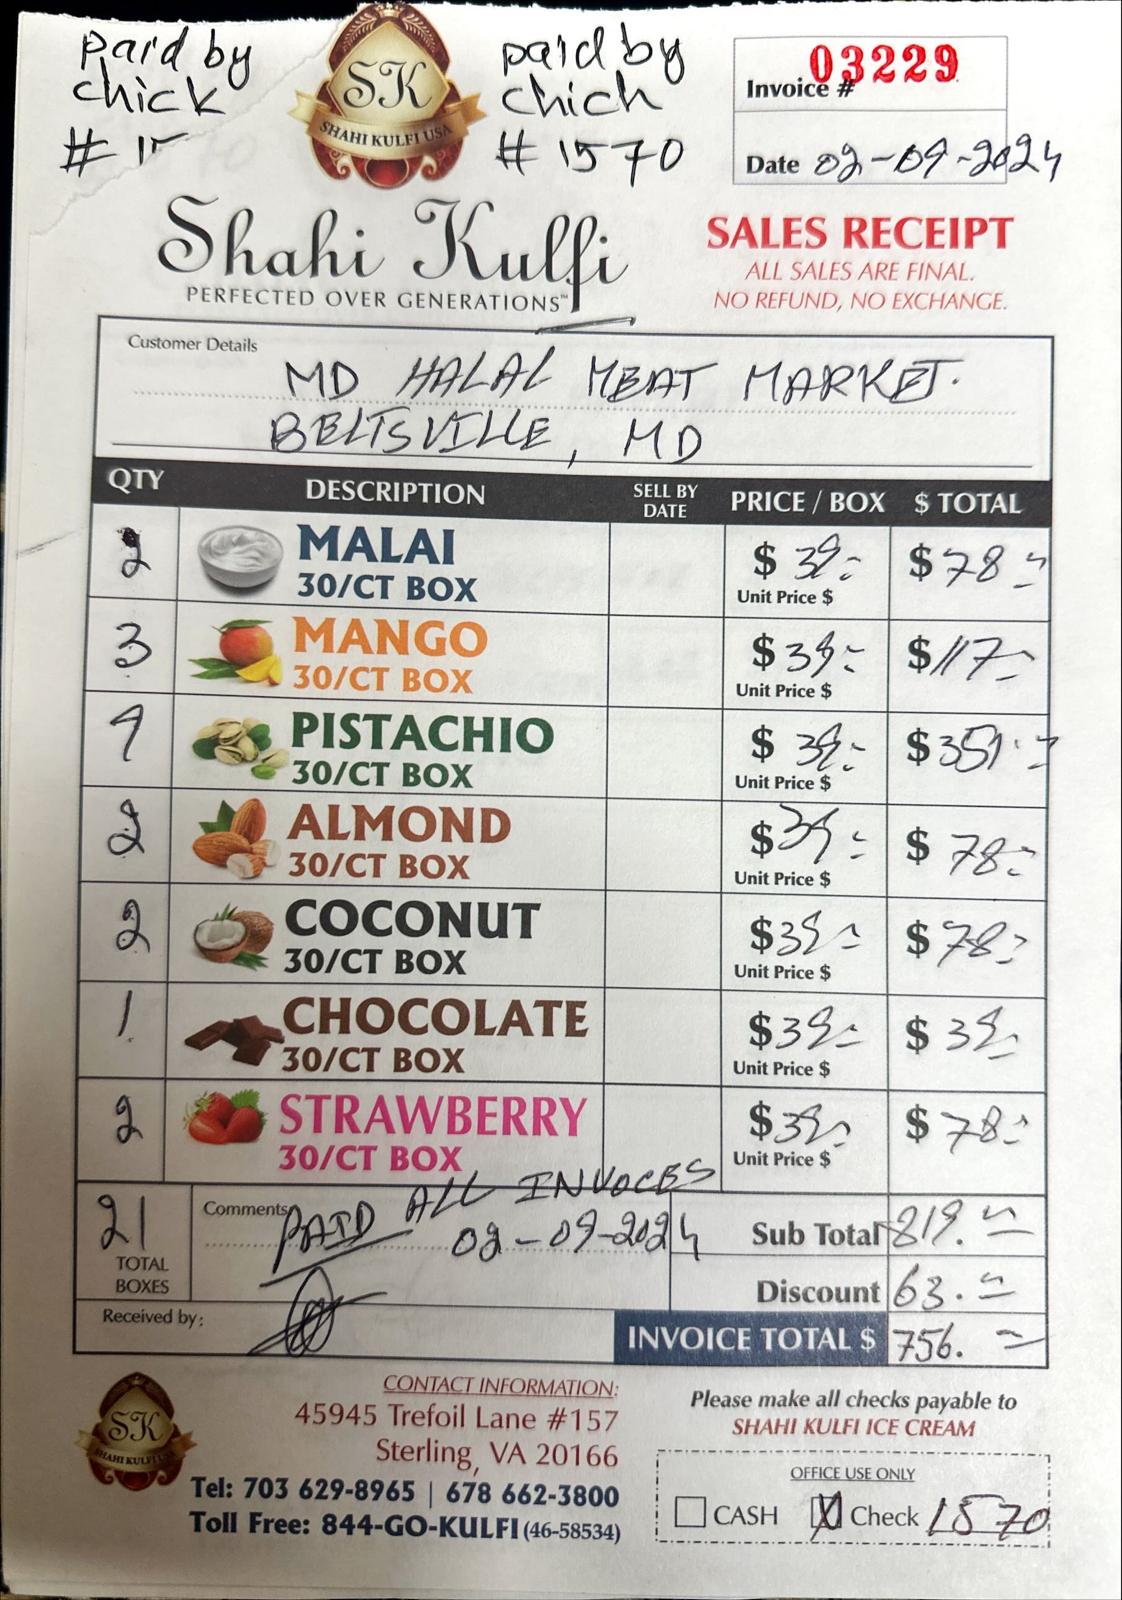 paid by
chick
# 15
SK
SHAHI KULFI USA
paid by
chich
# 1570
03229
Invoice #
Date 02-09-2024
Shahi Kulfi
PERFECTED OVER GENERATIONS™
SALES RECEIPT
ALL SALES ARE FINAL.
NO REFUND, NO EXCHANGE.
Customer Details
MD HALAL MEAT MARKET.
BELTSVILLE, MD
QTY DESCRIPTION SELL BY DATE PRICE / BOX $ TOTAL
2 MALAI $ 39 $ 78
30/CT BOX Unit Price $
3 MANGO $ 39 $ 117
30/CT BOX Unit Price $
9 PISTACHIO $ 39 $ 351
30/CT BOX Unit Price $
2 ALMOND $ 39 $ 78
30/CT BOX Unit Price $
2 COCONUT $ 39 $ 78
30/CT BOX Unit Price $
1 CHOCOLATE $ 39 $ 39
30/CT BOX Unit Price $
2 STRAWBERRY $ 39 $ 78
30/CT BOX Unit Price $
21 TOTAL BOXES
Comments
PAID ALL INVOCES
02-09-2024
Sub Total 819.
Discount 63.
Received by:
INVOICE TOTAL $ 756.
SK
SHAHI KULFI USA
CONTACT INFORMATION:
45945 Trefoil Lane #157
Sterling, VA 20166
Tel: 703 629-8965 | 678 662-3800
Toll Free: 844-GO-KULFI (46-58534)
Please make all checks payable to
SHAHI KULFI ICE CREAM
OFFICE USE ONLY
CASH X Check 1570